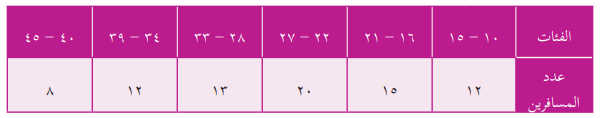 الفئات ١٠ – ١٥ ١٦ – ٢١ ٢٢ – ٢٧ ٢٨ – ٣٣ ٣٤ – ٣٩ ٤٠ – ٤٥
عدد المسافرين ١٢ ١٥ ٢٠ ١٣ ١٢ ٨